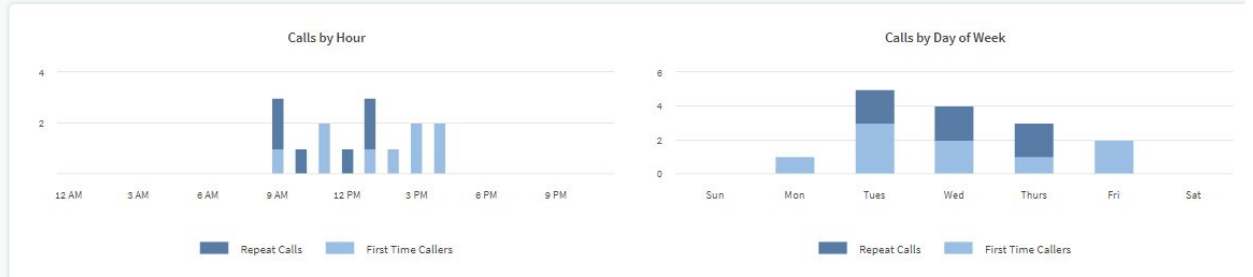 Calls by Hour
4
2
12 AM 3 AM 6 AM 9 AM 12 PM 3 PM 6 PM 9 PM
Repeat Calls First Time Callers
Calls by Day of Week
6
4
2
0
Sun Mon Tues Wed Thurs Fri Sat
Repeat Calls First Time Callers